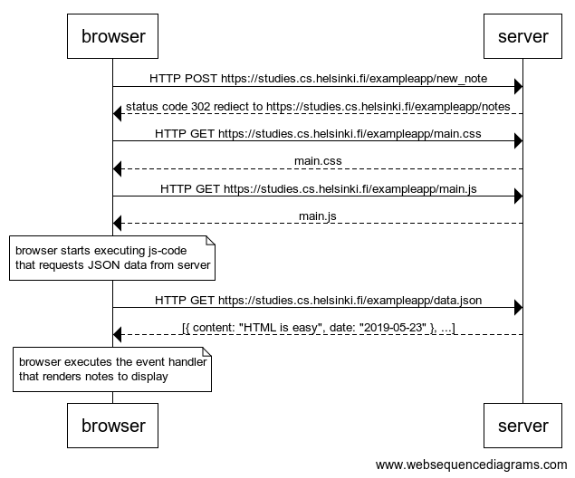 browser
server
HTTP POST https://studies.cs.helsinki.fi/exampleapp/new_note
status code 302 rediect to https://studies.cs.helsinki.fi/exampleapp/notes
HTTP GET https://studies.cs.helsinki.fi/exampleapp/main.css
main.css
HTTP GET https://studies.cs.helsinki.fi/exampleapp/main.js
main.js
browser starts executing js-code
that requests JSON data from server
HTTP GET https://studies.cs.helsinki.fi/exampleapp/data.json
[{ content: "HTML is easy", date: "2019-05-23" }, ...]
browser executes the event handler
that renders notes to display
browser
server
www.websequencediagrams.com